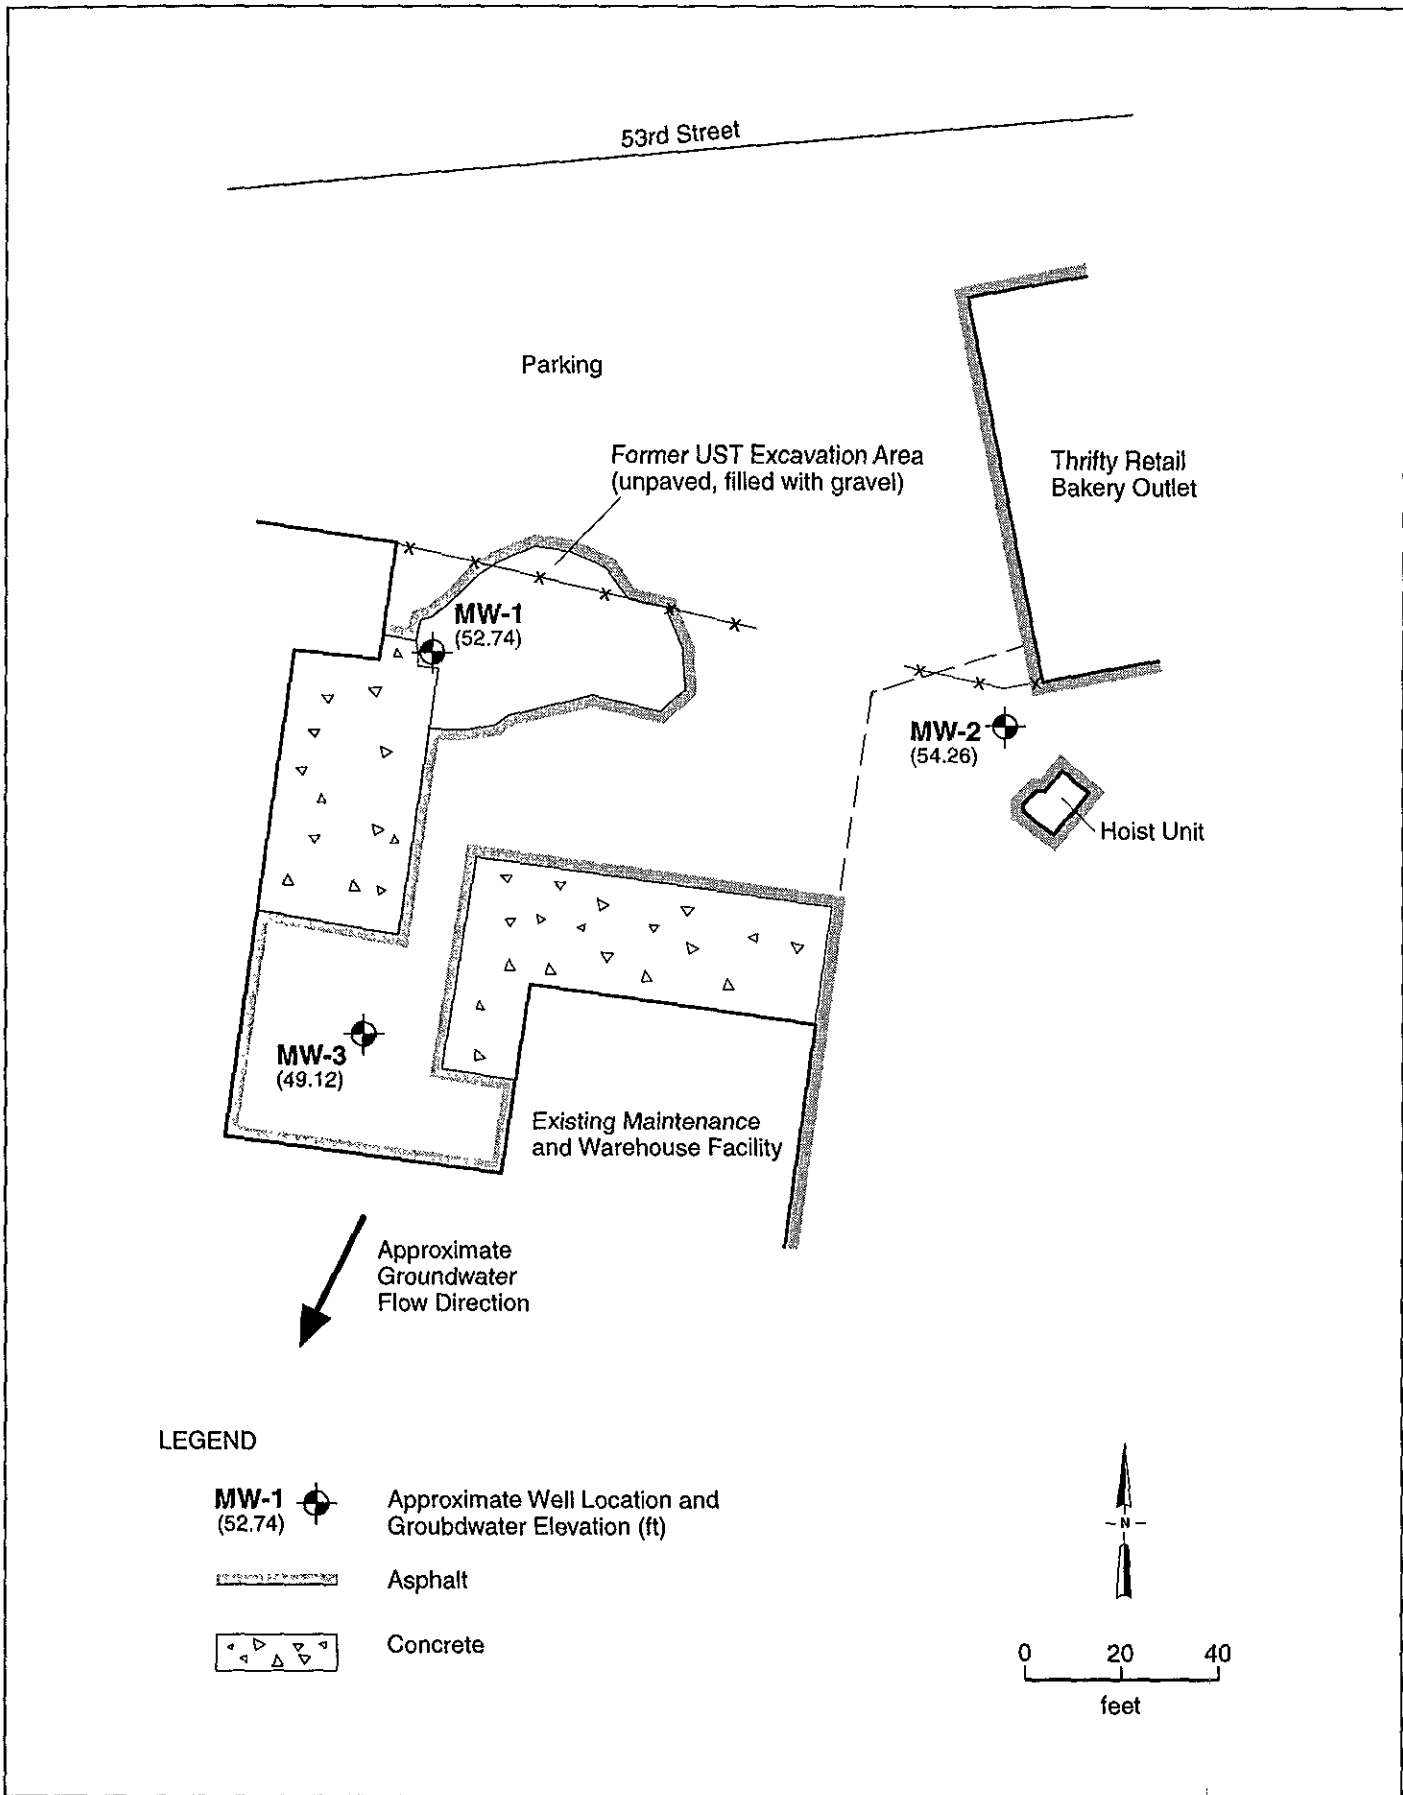 53rd Street
Parking
Former UST Excavation Area
(unpaved, filled with gravel)
Thrifty Retail
Bakery Outlet
MW-1
(52.74)
MW-2
(54.26)
Hoist Unit
MW-3
(49.12)
Existing Maintenance
and Warehouse Facility
Approximate
Groundwater
Flow Direction
LEGEND
MW-1
(52.74)
Approximate Well Location and
Groubdwater Elevation (ft)
Asphalt
Concrete
N
0 20 40
feet